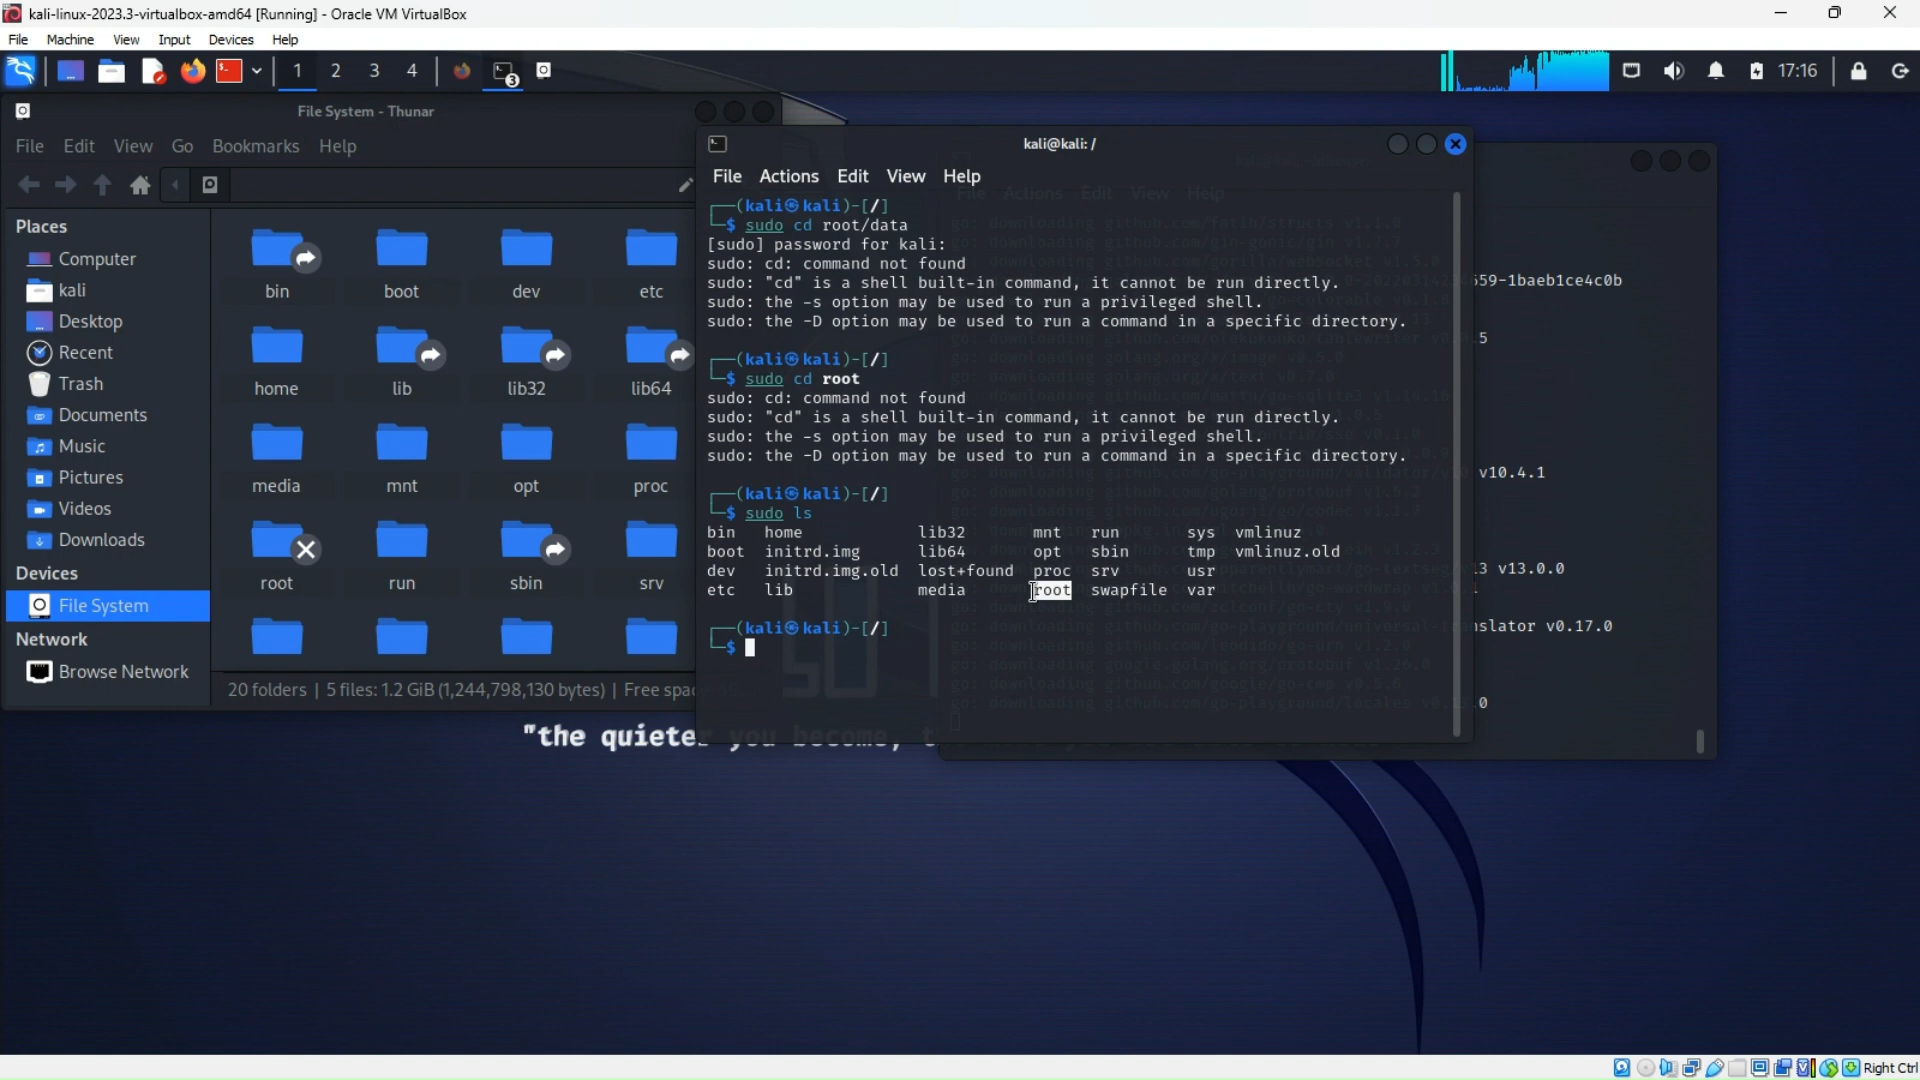 kali-linux-2023.3-virtualbox-amd64 [Running] - Oracle VM VirtualBox
File Machine View Input Devices Help
1 2 3 4 3 17:16
File System - Thunar
File Edit View Go Bookmarks Help
Places
Computer
kali
Desktop
Recent
Trash
Documents
Music
Pictures
Videos
Downloads
Devices
File System
Network
Browse Network
bin boot dev etc
home lib lib32 lib64
media mnt opt proc
root run sbin srv
20 folders | 5 files: 1.2 GiB (1,244,798,130 bytes) | Free spac
kali@kali: /
File Actions Edit View Help
┌──(kali㉿kali)-[/]
└─$ sudo cd root/data
[sudo] password for kali:
sudo: cd: command not found
sudo: "cd" is a shell built-in command, it cannot be run directly.
sudo: the -s option may be used to run a privileged shell.
sudo: the -D option may be used to run a command in a specific directory.
┌──(kali㉿kali)-[/]
└─$ sudo cd root
sudo: cd: command not found
sudo: "cd" is a shell built-in command, it cannot be run directly.
sudo: the -s option may be used to run a privileged shell.
sudo: the -D option may be used to run a command in a specific directory.
┌──(kali㉿kali)-[/]
└─$ sudo ls
bin home lib32 mnt run sys vmlinuz
boot initrd.img lib64 opt sbin tmp vmlinuz.old
dev initrd.img.old lost+found proc srv usr
etc lib media root swapfile var
┌──(kali㉿kali)-[/]
└─$
659-1baeb1ce4c0b
5
v10.4.1
13 v13.0.0
nslator v0.17.0
.0
"the quieter you become,
Right Ctrl